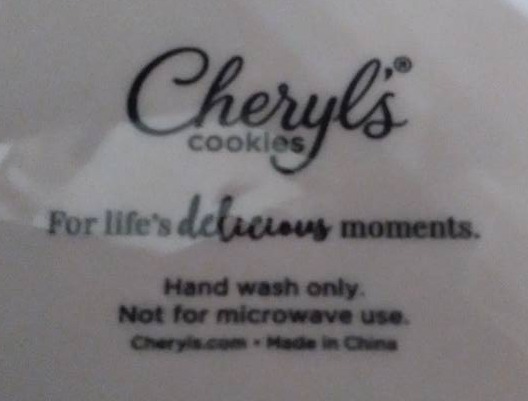 Cheryl's®
cookies
For life's delicious moments.
Hand wash only.
Not for microwave use.
Cheryls.com • Made in China